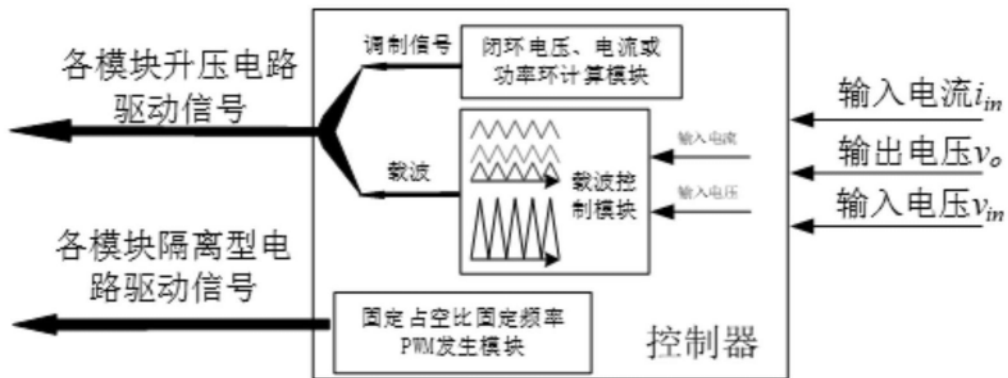 各模块升压电路
驱动信号
调制信号
闭环电压、电流或
功率环计算模块
输入电流i_in
输出电压v_o
输入电压v_in
输入电流
输入电压
载波
载波控
制模块
各模块隔离型电
路驱动信号
固定占空比固定频率
PWM发生模块
控制器